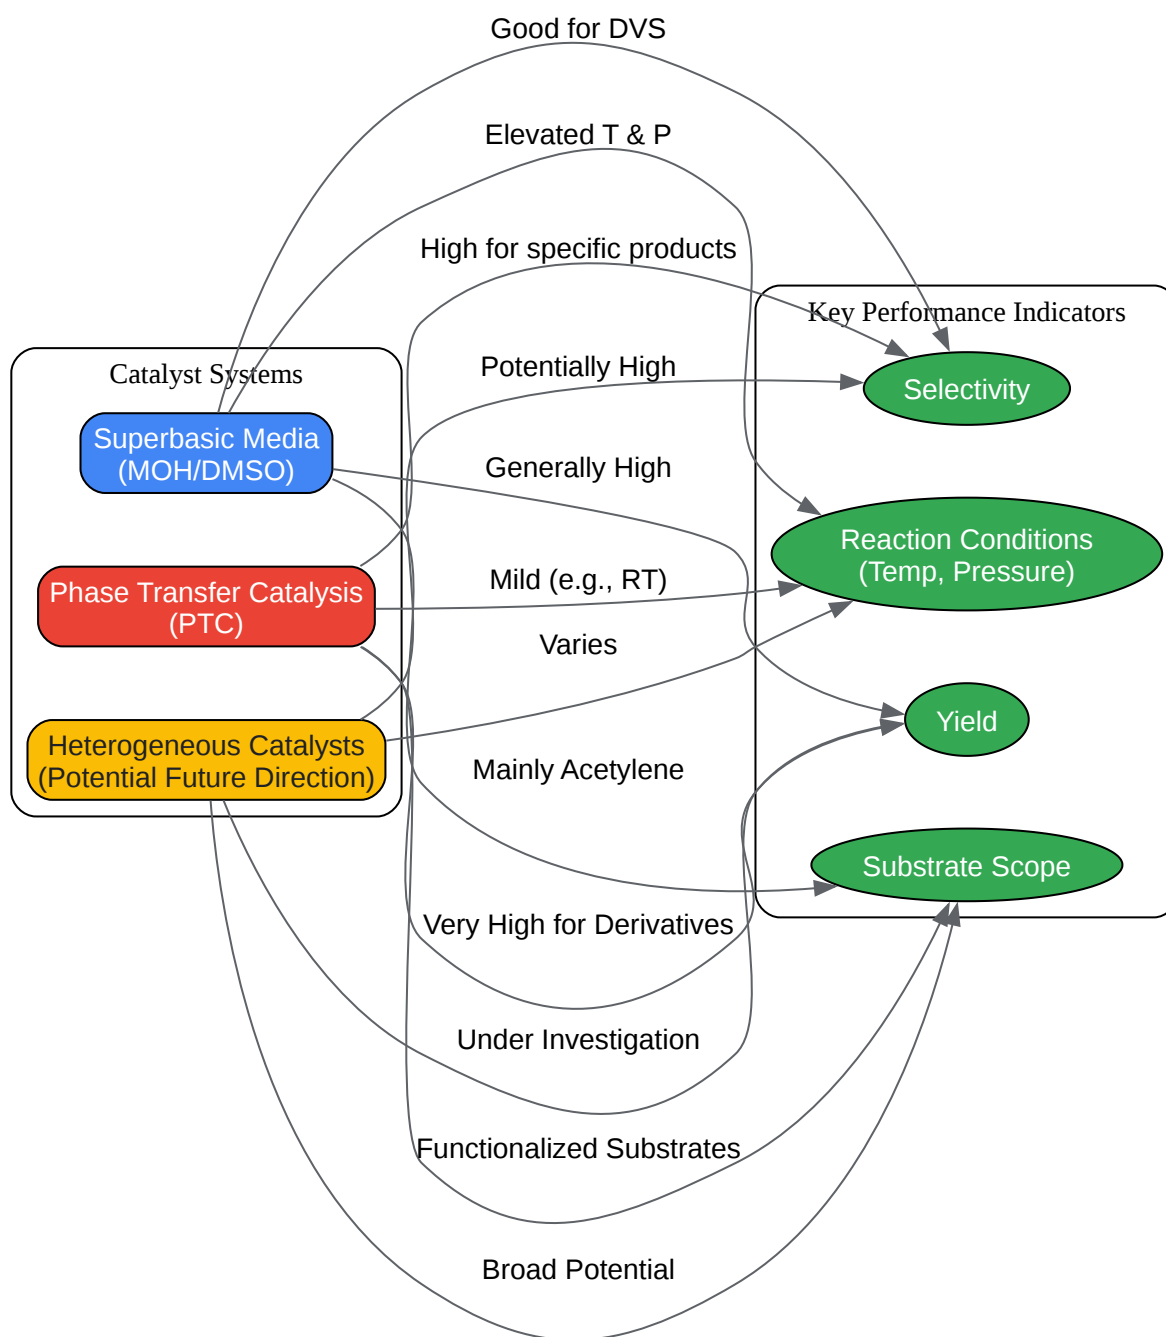 Good for DVS
Elevated T & P
High for specific products
Key Performance Indicators
Catalyst Systems
Potentially High
Selectivity
Superbasic Media
(MOH/DMSO)
Generally High
Reaction Conditions
(Temp, Pressure)
Phase Transfer Catalysis
(PTC)
Mild (e.g., RT)
Varies
Heterogeneous Catalysts
(Potential Future Direction)
Yield
Mainly Acetylene
Substrate Scope
Very High for Derivatives
Under Investigation
Functionalized Substrates
Broad Potential